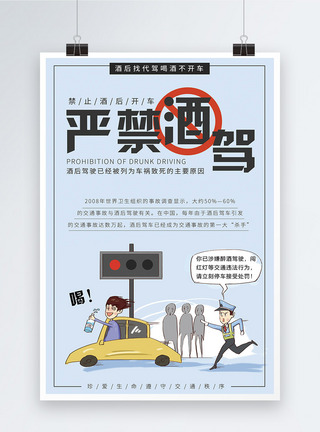 酒后找代驾喝酒不开车
禁/止/酒/后/开/车
严禁酒驾
PROHIBITION OF DRUNK DRIVING
酒后驾驶已经被列为车祸致死的主要原因
2008年世界卫生组织的事故调查显示，大约50%—60%
的交通事故与酒后驾驶有关。在中国，每年由于酒后驾车引发
的交通事故达数万起，酒后驾车已经成为交通事故的第一大“杀手”
喝！
你已涉嫌醉酒驾驶，闯
红灯等交通违法行为，
请立刻停车接受处罚！
珍/爱/生/命/遵/守/交/通/秩/序